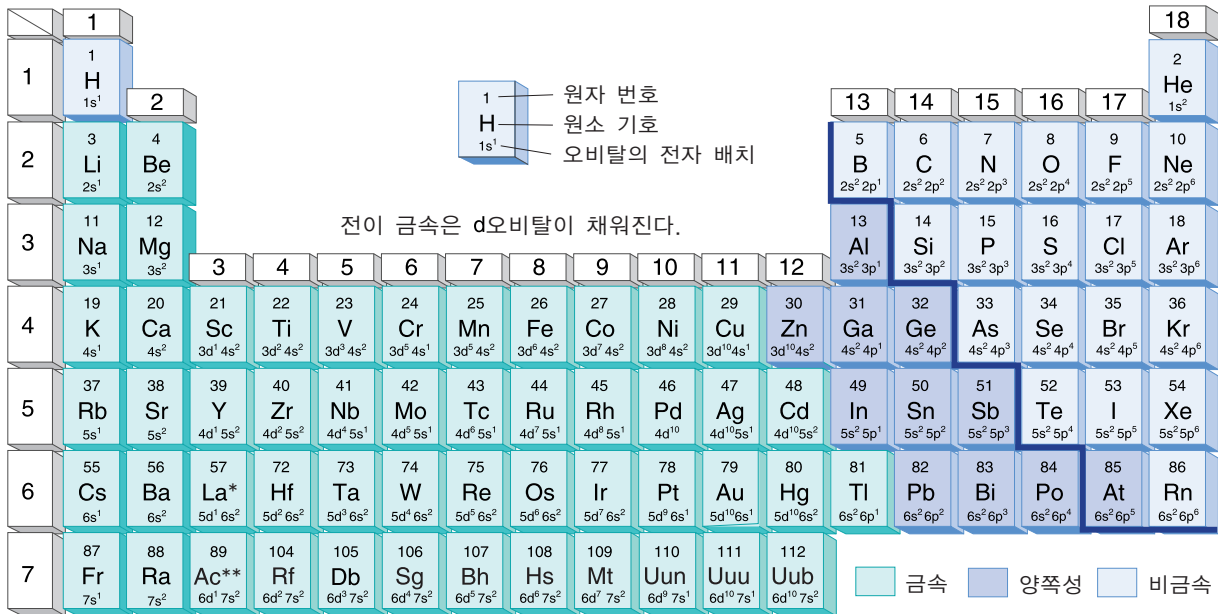 1
18
1
1
H
1s¹
2
He
1s²
2
1
원자 번호
H
원소 기호
1s¹
오비탈의 전자 배치
13
14
15
16
17
2
3
Li
2s¹
4
Be
2s²
5
B
2s² 2p¹
6
C
2s² 2p²
7
N
2s² 2p³
8
O
2s² 2p⁴
9
F
2s² 2p⁵
10
Ne
2s² 2p⁶
전이 금속은 d오비탈이 채워진다.
3
11
Na
3s¹
12
Mg
3s²
13
Al
3s² 3p¹
14
Si
3s² 3p²
15
P
3s² 3p³
16
S
3s² 3p⁴
17
Cl
3s² 3p⁵
18
Ar
3s² 3p⁶
3
4
5
6
7
8
9
10
11
12
4
19
K
4s¹
20
Ca
4s²
21
Sc
3d¹ 4s²
22
Ti
3d² 4s²
23
V
3d³ 4s²
24
Cr
3d⁵ 4s¹
25
Mn
3d⁵ 4s²
26
Fe
3d⁶ 4s²
27
Co
3d⁷ 4s²
28
Ni
3d⁸ 4s²
29
Cu
3d¹⁰4s¹
30
Zn
3d¹⁰4s²
31
Ga
4s² 4p¹
32
Ge
4s² 4p²
33
As
4s² 4p³
34
Se
4s² 4p⁴
35
Br
4s² 4p⁵
36
Kr
4s² 4p⁶
5
37
Rb
5s¹
38
Sr
5s²
39
Y
4d¹ 5s²
40
Zr
4d² 5s²
41
Nb
4d⁴ 5s¹
42
Mo
4d⁵ 5s¹
43
Tc
4d⁶ 5s¹
44
Ru
4d⁷ 5s¹
45
Rh
4d⁸ 5s¹
46
Pd
4d¹⁰
47
Ag
4d¹⁰5s¹
48
Cd
4d¹⁰5s²
49
In
5s² 5p¹
50
Sn
5s² 5p²
51
Sb
5s² 5p³
52
Te
5s² 5p⁴
53
I
5s² 5p⁵
54
Xe
5s² 5p⁶
6
55
Cs
6s¹
56
Ba
6s²
57
La*
5d¹ 6s²
72
Hf
5d² 6s²
73
Ta
5d³ 6s²
74
W
5d⁴ 6s²
75
Re
5d⁵ 6s²
76
Os
5d⁶ 6s²
77
Ir
5d⁷ 6s²
78
Pt
5d⁹ 6s¹
79
Au
5d¹⁰6s¹
80
Hg
5d¹⁰6s²
81
Tl
6s² 6p¹
82
Pb
6s² 6p²
83
Bi
6s² 6p³
84
Po
6s² 6p⁴
85
At
6s² 6p⁵
86
Rn
6s² 6p⁶
7
87
Fr
7s¹
88
Ra
7s²
89
Ac**
6d¹ 7s²
104
Rf
6d² 7s²
105
Db
6d³ 7s²
106
Sg
6d⁴ 7s²
107
Bh
6d⁵ 7s²
108
Hs
6d⁶ 7s²
109
Mt
6d⁷ 7s²
110
Uun
6d⁹ 7s¹
111
Uuu
6d¹⁰ 7s¹
112
Uub
6d¹⁰ 7s²
금속
양쪽성
비금속